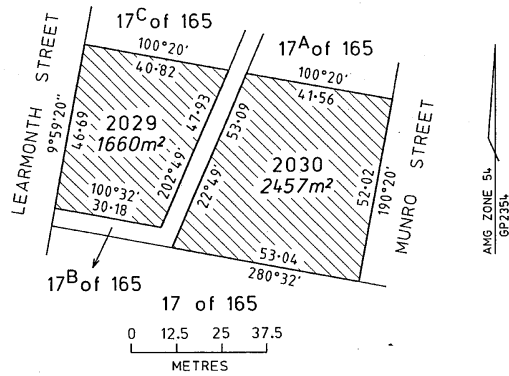 17ᶜ of 165
17ᴬ of 165
100°20'
40·82
100°20'
41·56
LEARMONTH STREET
9°59'20"
46·69
2029
1660m²
47·93
202°49'
53·09
22°49'
2030
2457m²
52·02
190°20'
MUNRO STREET
100°32'
30·18
53·04
280°32'
17ᴮ of 165
17 of 165
0 12.5 25 37.5
METRES
AMG ZONE 54
GP2354